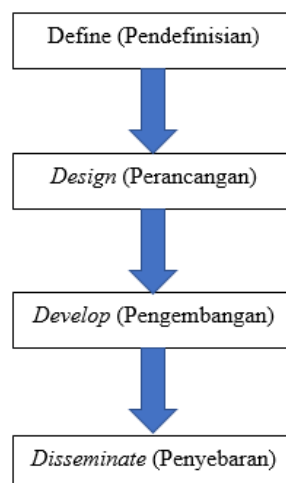 Define (Pendefinisian)
Design (Perancangan)
Develop (Pengembangan)
Disseminate (Penyebaran)